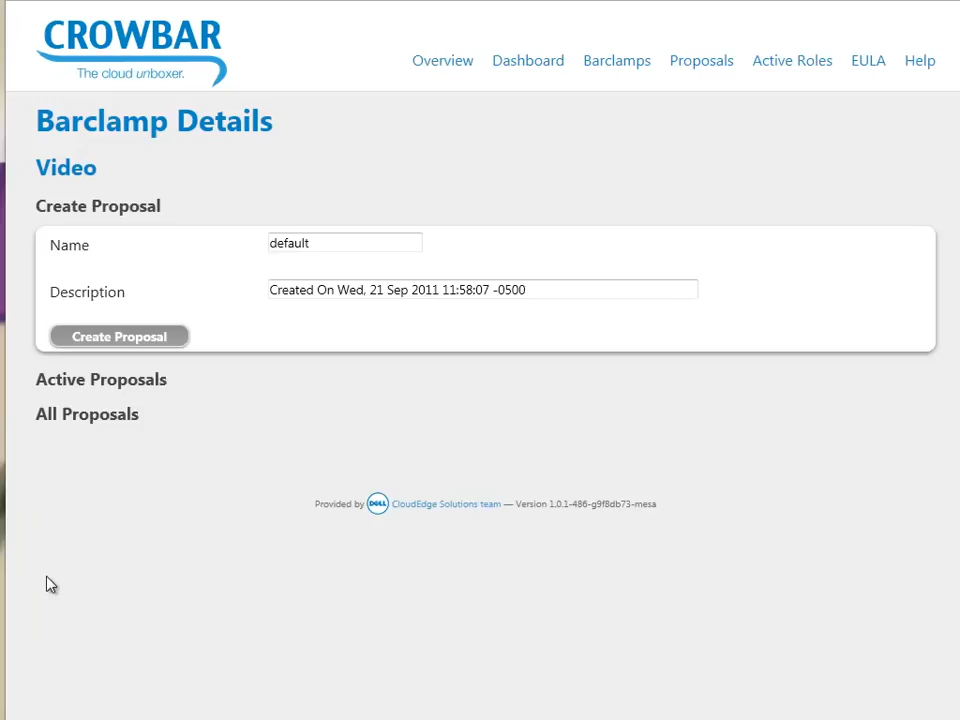 CROWBAR
The cloud unboxer.
Overview Dashboard Barclamps Proposals Active Roles EULA Help
Barclamp Details
Video
Create Proposal
Name default
Description Created On Wed, 21 Sep 2011 11:58:07 -0500
Create Proposal
Active Proposals
All Proposals
Provided by DELL CloudEdge Solutions team — Version 1.0.1-486-g9f8db73-mesa